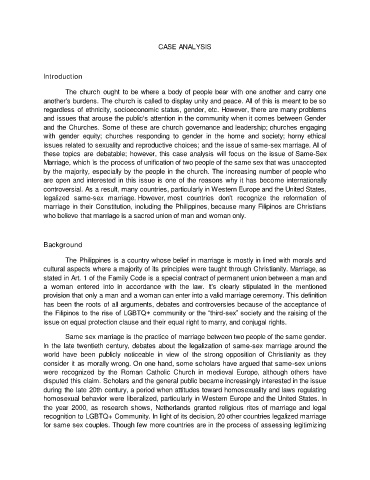 CASE ANALYSIS
Introduction
The church ought to be where a body of people bear with one another and carry one
another's burdens. The church is called to display unity and peace. All of this is meant to be so
regardless of ethnicity, socioeconomic status, gender, etc. However, there are many problems
and issues that arouse the public's attention in the community when it comes between Gender
and the Churches. Some of these are church governance and leadership; churches engaging
with gender equity; churches responding to gender in the home and society; horny ethical
issues related to sexuality and reproductive choices; and the issue of same-sex marriage. All of
these topics are debatable; however, this case analysis will focus on the issue of Same-Sex
Marriage, which is the process of unification of two people of the same sex that was unaccepted
by the majority, especially by the people in the church. The increasing number of people who
are open and interested in this issue is one of the reasons why it has become internationally
controversial. As a result, many countries, particularly in Western Europe and the United States,
legalized same-sex marriage. However, most countries don't recognize the reformation of
marriage in their Constitution, including the Philippines, because many Filipinos are Christians
who believe that marriage is a sacred union of man and woman only.
Background
The Philippines is a country whose belief in marriage is mostly in lined with morals and
cultural aspects where a majority of its principles were taught through Christianity. Marriage, as
stated in Art. 1 of the Family Code is a special contract of permanent union between a man and
a woman entered into in accordance with the law. It's clearly stipulated in the mentioned
provision that only a man and a woman can enter into a valid marriage ceremony. This definition
has been the roots of all arguments, debates and controversies because of the acceptance of
the Filipinos to the rise of LGBTQ+ community or the "third-sex" society and the raising of the
issue on equal protection clause and their equal right to marry, and conjugal rights.
Same sex marriage is the practice of marriage between two people of the same gender.
In the late twentieth century, debates about the legalization of same-sex marriage around the
world have been publicly noticeable in view of the strong opposition of Christianity as they
consider it as morally wrong. On one hand, some scholars have argued that same-sex unions
were recognized by the Roman Catholic Church in medieval Europe, although others have
disputed this claim. Scholars and the general public became increasingly interested in the issue
during the late 20th century, a period when attitudes toward homosexuality and laws regulating
homosexual behavior were liberalized, particularly in Western Europe and the United States. In
the year 2000, as research shows, Netherlands granted religious rites of marriage and legal
recognition to LGBTQ+ Community. In light of its decision, 20 other countries legalized marriage
for same sex couples. Though few more countries are in the process of assessing legitimizing